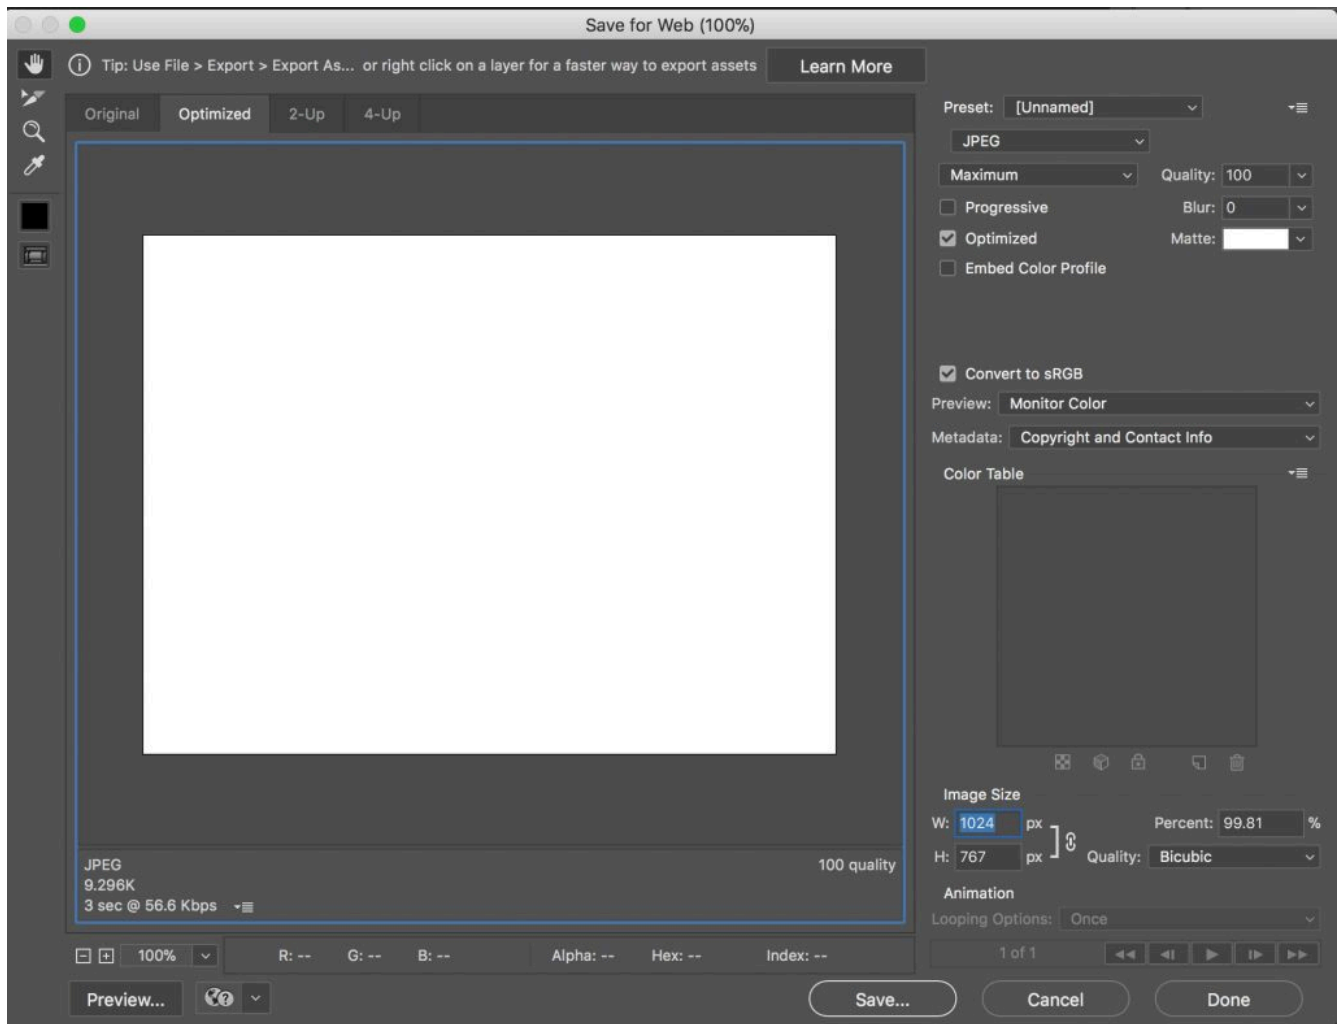 Save for Web (100%)
Tip: Use File > Export > Export As... or right click on a layer for a faster way to export assets
Learn More
Original Optimized 2-Up 4-Up
Preset: [Unnamed]
JPEG
Maximum Quality: 100
Progressive Blur: 0
Optimized Matte:
Embed Color Profile
Convert to sRGB
Preview: Monitor Color
Metadata: Copyright and Contact Info
Color Table
Image Size
W: 1024 px Percent: 99.81 %
H: 767 px Quality: Bicubic
JPEG 100 quality
9.296K
3 sec @ 56.6 Kbps
Animation
Looping Options: Once
100% R: -- G: -- B: -- Alpha: -- Hex: -- Index: --
1 of 1
Preview... Save... Cancel Done